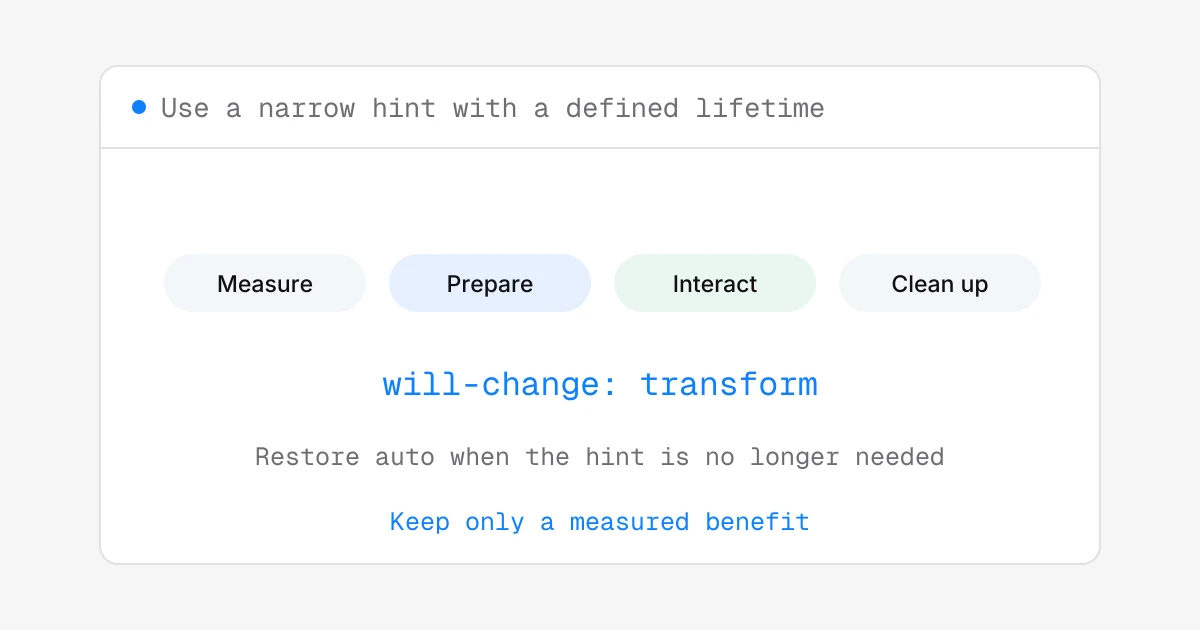 Use a narrow hint with a defined lifetime
Measure
Prepare
Interact
Clean up
will-change: transform
Restore auto when the hint is no longer needed
Keep only a measured benefit